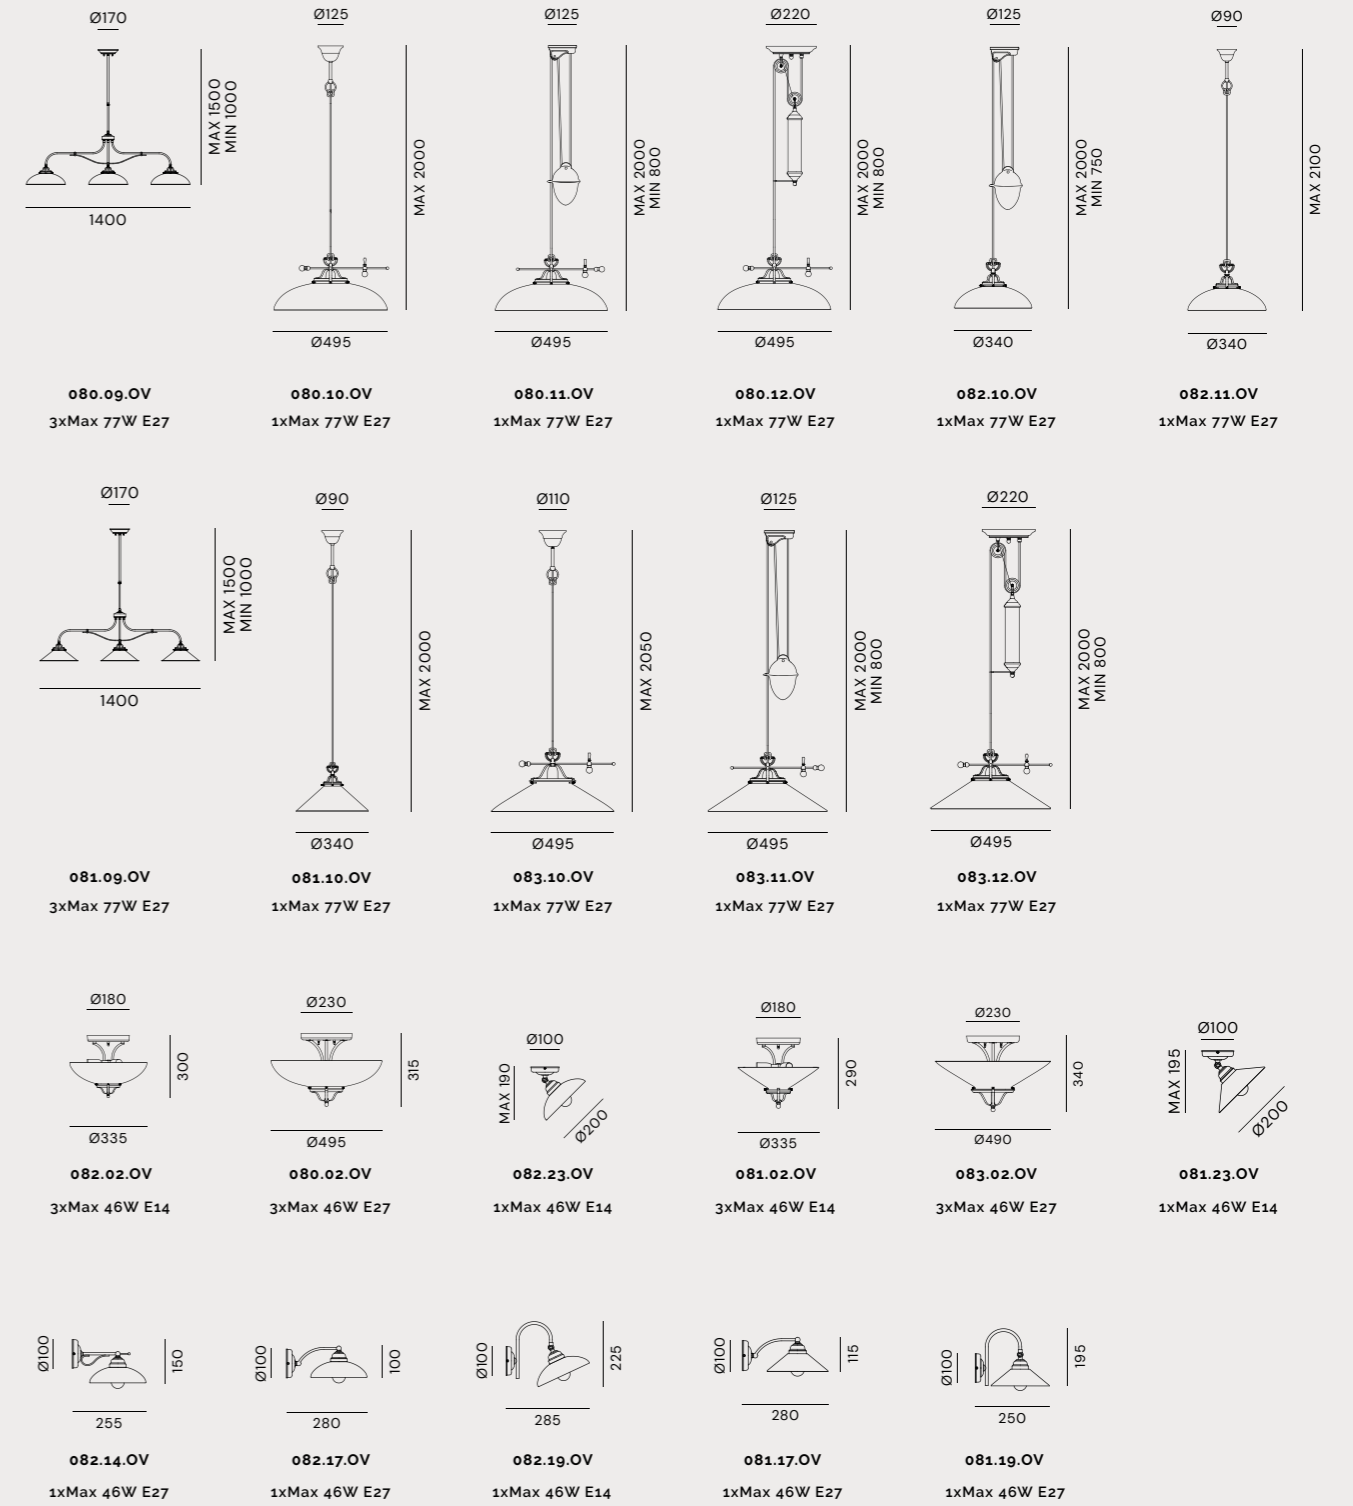 Ø170
MAX 1500
MIN 1000
1400
080.09.OV
3xMax 77W E27
Ø125
MAX 2000
Ø495
080.10.OV
1xMax 77W E27
Ø125
MAX 2000
MIN 800
Ø495
080.11.OV
1xMax 77W E27
Ø220
MAX 2000
MIN 800
Ø495
080.12.OV
1xMax 77W E27
Ø125
MAX 2000
MIN 750
Ø340
082.10.OV
1xMax 77W E27
Ø90
MAX 2100
Ø340
082.11.OV
1xMax 77W E27
Ø170
MAX 1500
MIN 1000
1400
081.09.OV
3xMax 77W E27
Ø90
MAX 2000
Ø340
081.10.OV
1xMax 77W E27
Ø110
MAX 2050
Ø495
083.10.OV
1xMax 77W E27
Ø125
MAX 2000
MIN 800
Ø495
083.11.OV
1xMax 77W E27
Ø220
MAX 2000
MIN 800
Ø495
083.12.OV
1xMax 77W E27
Ø180
300
Ø335
082.02.OV
3xMax 46W E14
Ø230
315
Ø495
080.02.OV
3xMax 46W E27
Ø100
MAX 190
Ø200
082.23.OV
1xMax 46W E14
Ø180
290
Ø335
081.02.OV
3xMax 46W E14
Ø230
340
Ø490
083.02.OV
3xMax 46W E27
Ø100
MAX 195
Ø200
081.23.OV
1xMax 46W E14
Ø100
150
255
082.14.OV
1xMax 46W E27
Ø100
100
280
082.17.OV
1xMax 46W E27
Ø100
225
285
082.19.OV
1xMax 46W E14
Ø100
115
280
081.17.OV
1xMax 46W E27
Ø100
195
250
081.19.OV
1xMax 46W E27